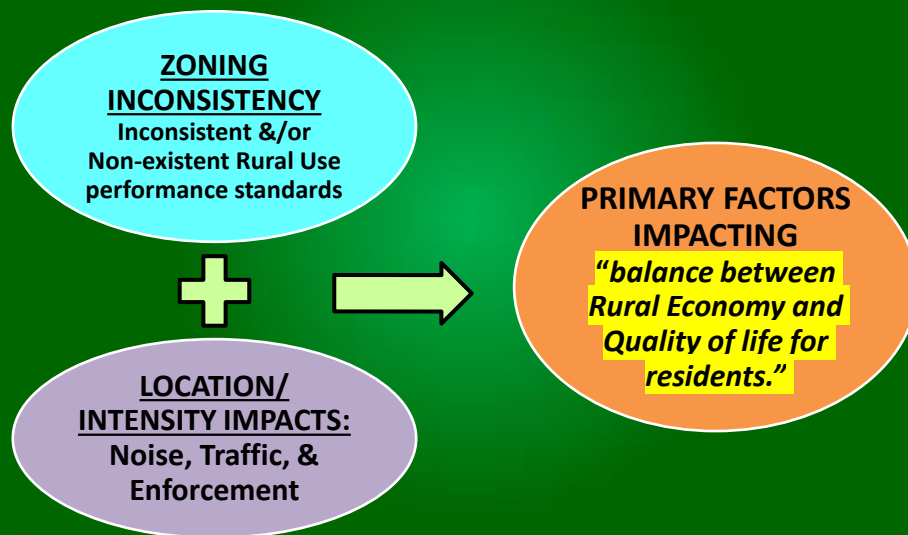 ZONING
INCONSISTENCY
Inconsistent &/or
Non-existent Rural Use
performance standards
LOCATION/
INTENSITY IMPACTS:
Noise, Traffic, &
Enforcement
PRIMARY FACTORS
IMPACTING
“balance between
Rural Economy and
Quality of life for
residents.”